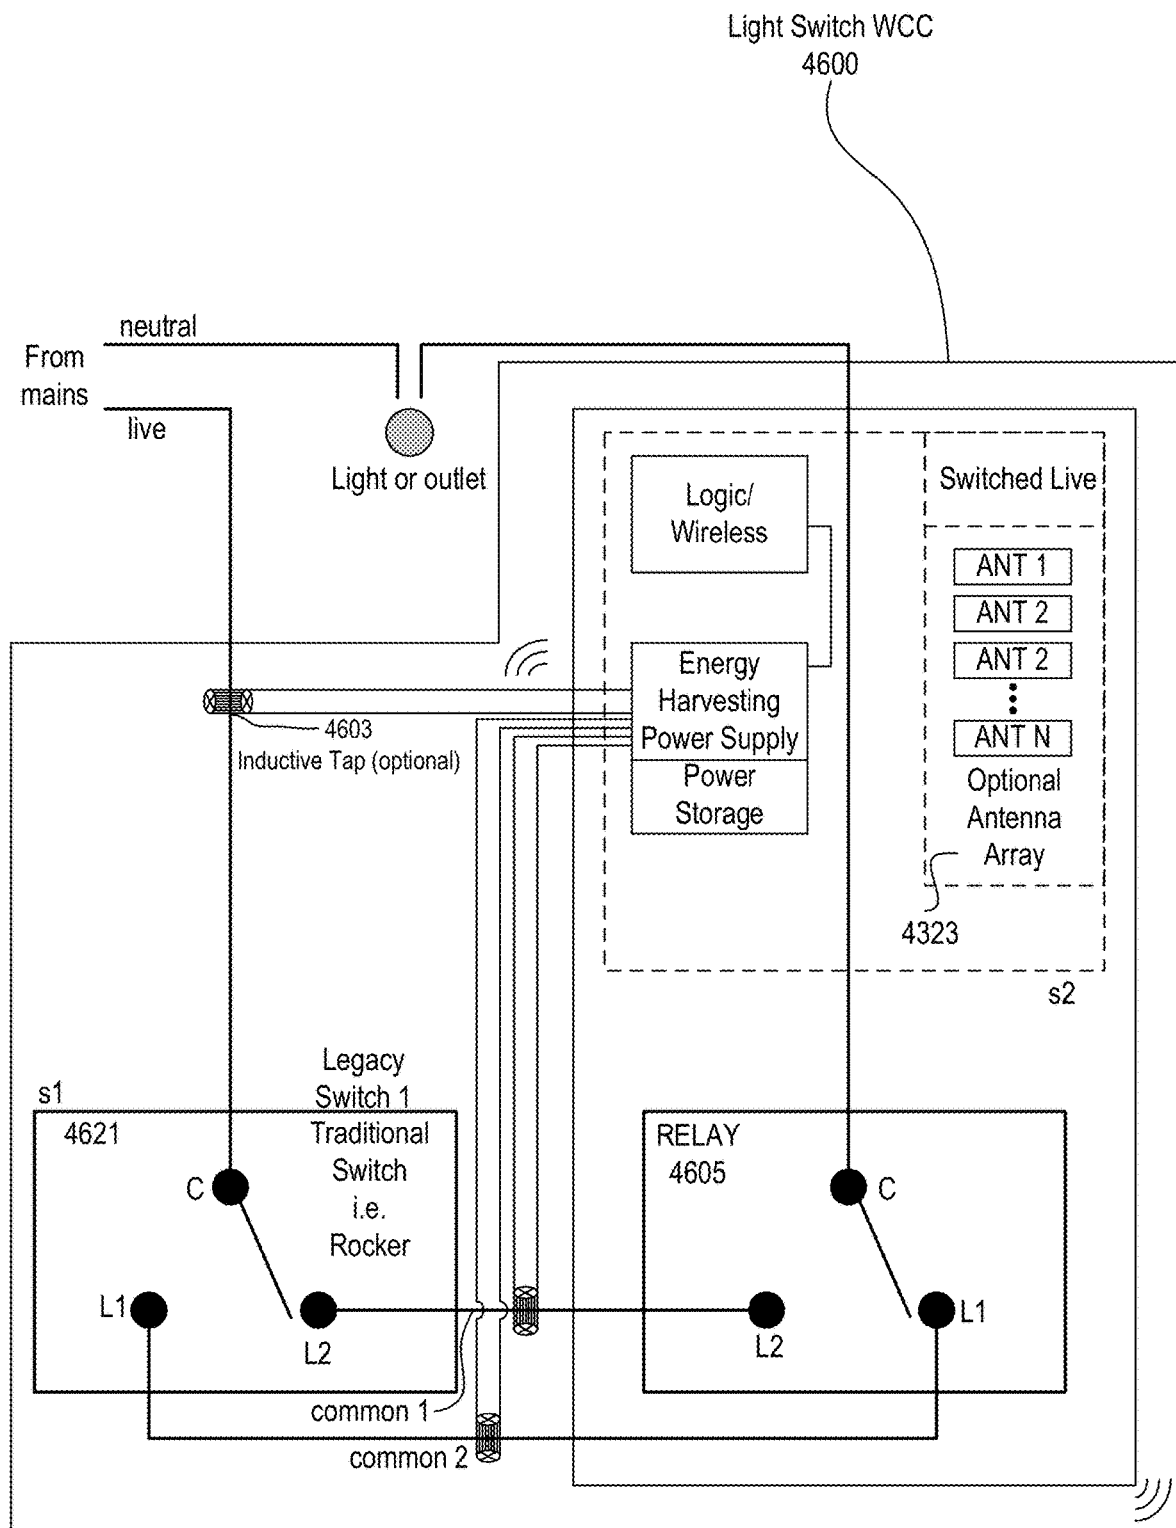 Light Switch WCC
4600
neutral
From
mains
live
Light or outlet
Logic/
Wireless
Switched Live
ANT 1
ANT 2
ANT 2
ANT N
Optional
Antenna
Array
4323
Energy
Harvesting
Power Supply
Power
Storage
4603
Inductive Tap (optional)
s2
s1
4621
Legacy
Switch 1
Traditional
Switch
i.e.
Rocker
C
L1
L2
RELAY
4605
C
L2
L1
common 1
common 2